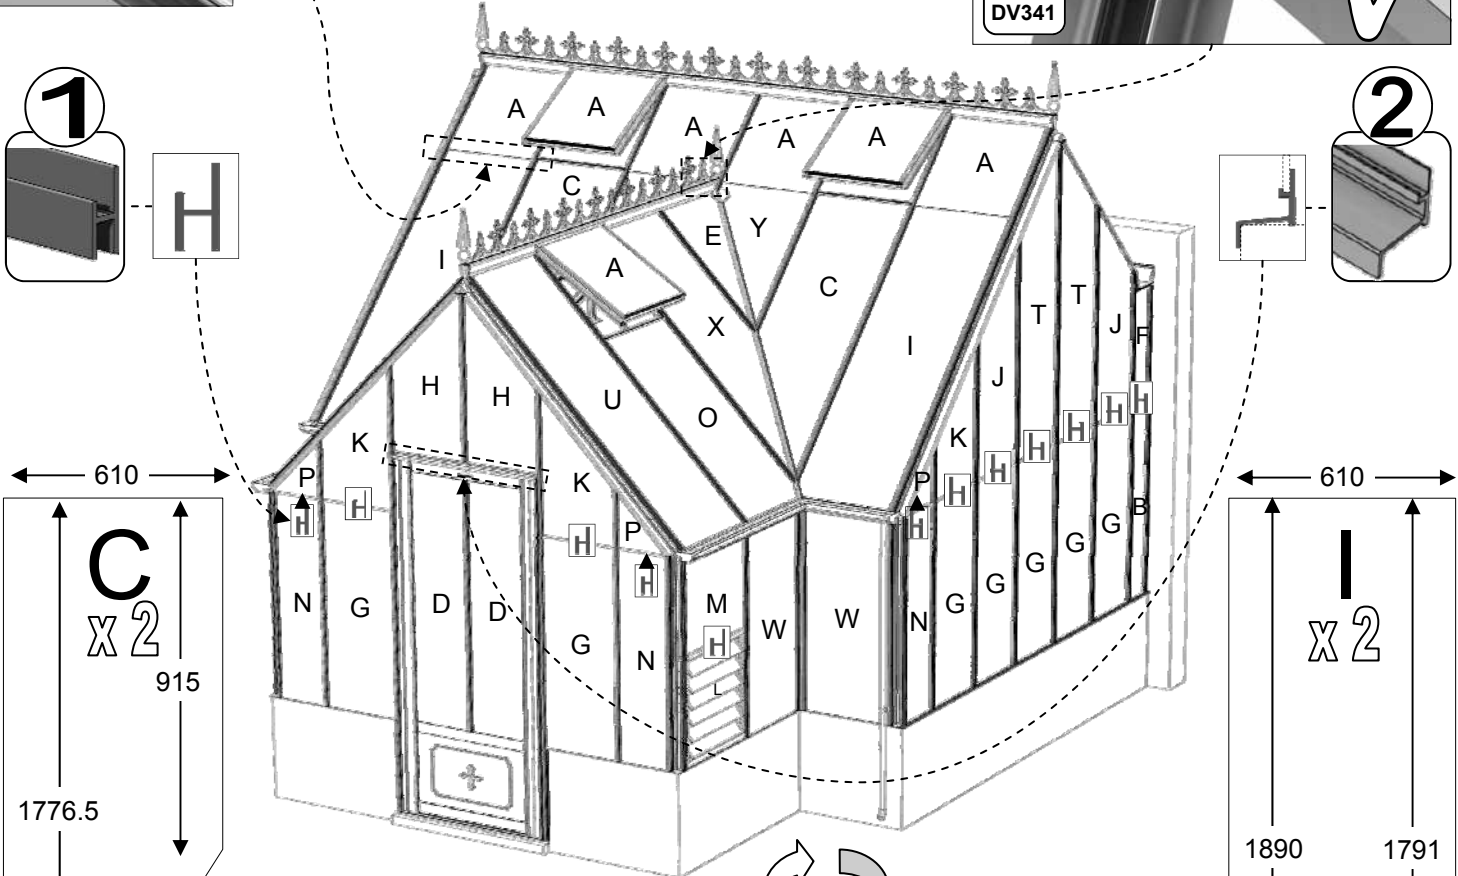 DV341
1
2
A A A A A A
C
I E Y
A C
X I
T T J F
J
H H U O
K K K
P P P
610
610
C
x 2
915
1776.5
N G D D G N
M W W
L
N G G G G G B
I
x 2
1890 1791